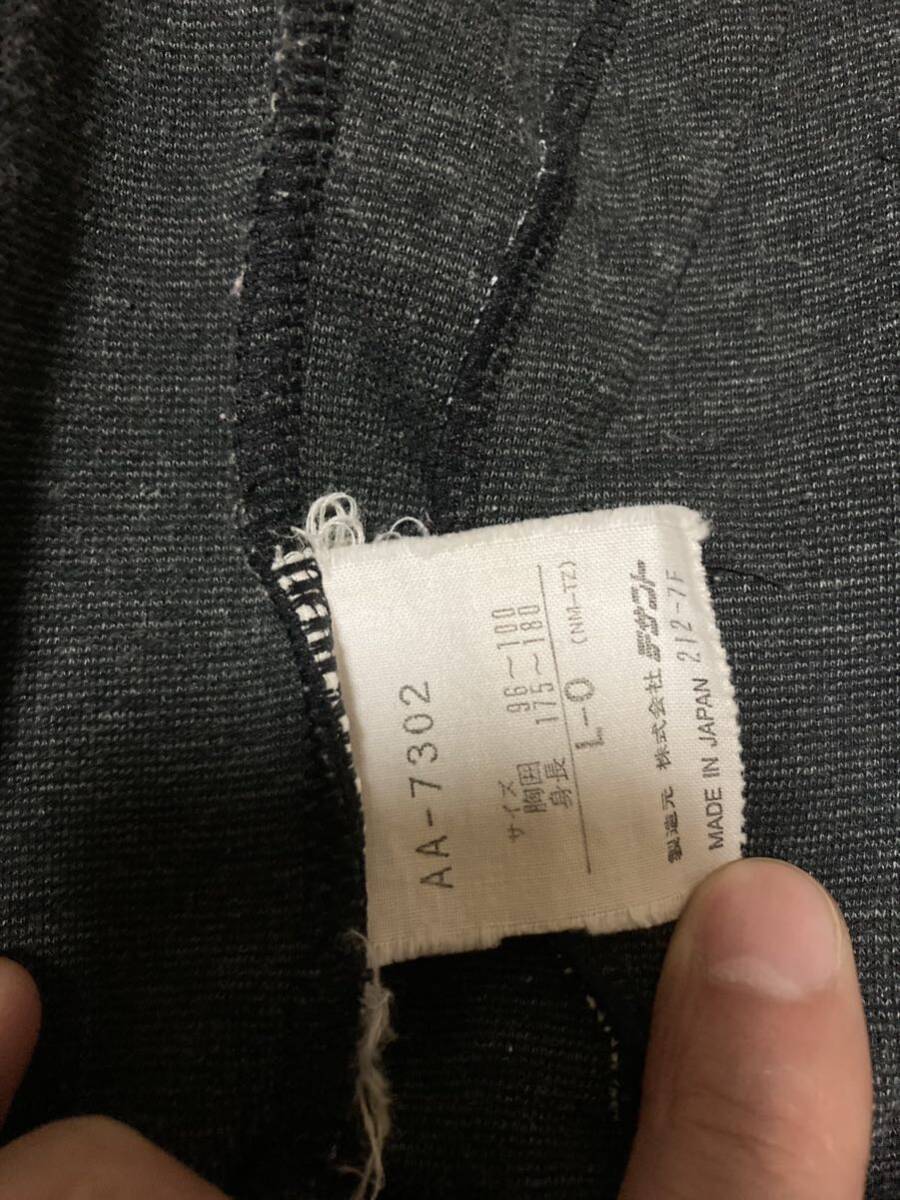 AA-7302
サイズ
胸囲 96~100
身長 175~180
L-O (NM-TZ)
製造元 株式会社 デサント
MADE IN JAPAN 212-7F